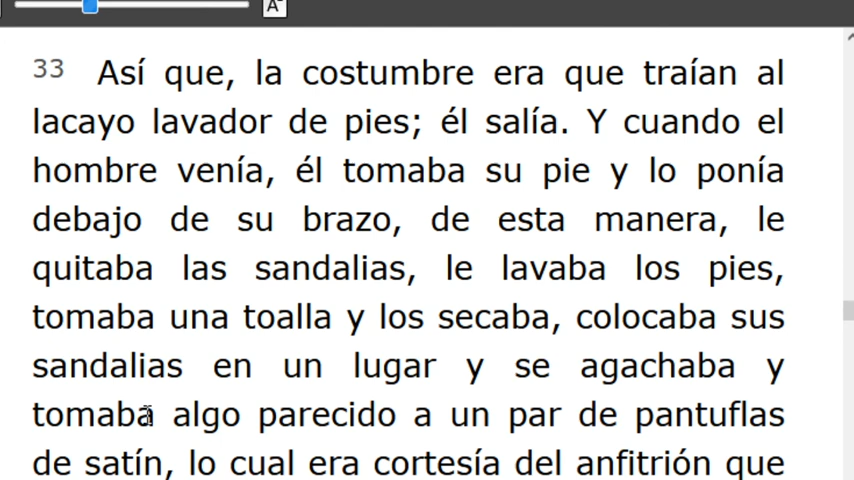 A
33 Así que, la costumbre era que traían al
lacayo lavador de pies; él salía. Y cuando el
hombre venía, él tomaba su pie y lo ponía
debajo de su brazo, de esta manera, le
quitaba las sandalias, le lavaba los pies,
tomaba una toalla y los secaba, colocaba sus
sandalias en un lugar y se agachaba y
tomaba algo parecido a un par de pantuflas
de satín, lo cual era cortesía del anfitrión que